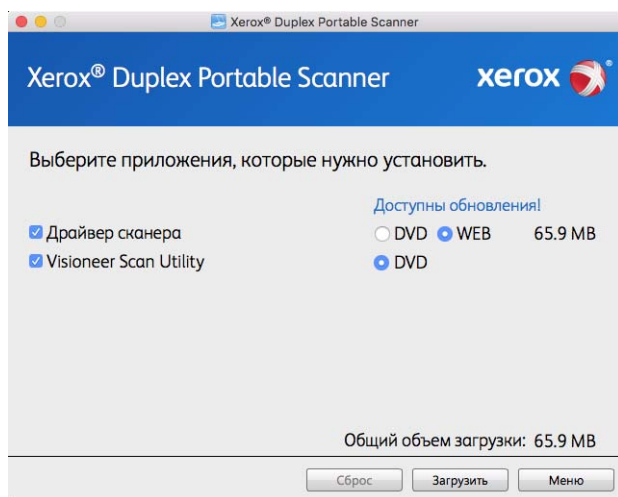 Xerox® Duplex Portable Scanner
Xerox® Duplex Portable Scanner xerox
Выберите приложения, которые нужно установить.
Доступны обновления!
Драйвер сканера DVD WEB 65.9 MB
Visioneer Scan Utility DVD
Общий объем загрузки: 65.9 MB
Сброс Загрузить Меню